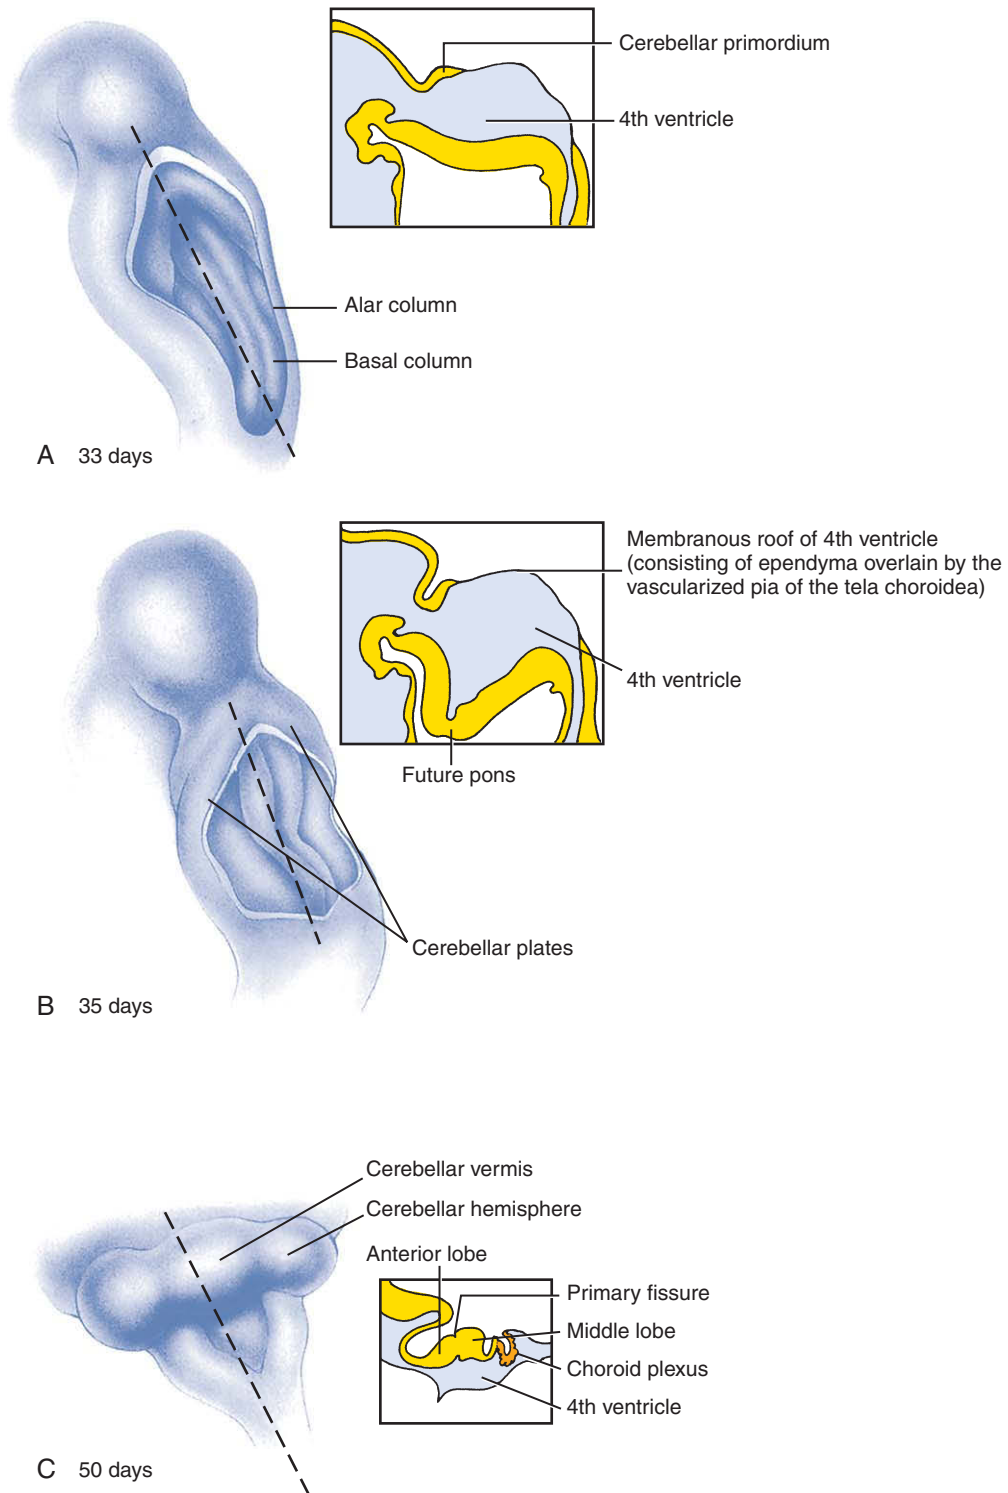 Cerebellar primordium
4th ventricle
Alar column
Basal column
A 33 days
Membranous roof of 4th ventricle
(consisting of ependyma overlain by the
vascularized pia of the tela choroidea)
4th ventricle
Future pons
Cerebellar plates
B 35 days
Cerebellar vermis
Cerebellar hemisphere
Anterior lobe
Primary fissure
Middle lobe
Choroid plexus
4th ventricle
C 50 days